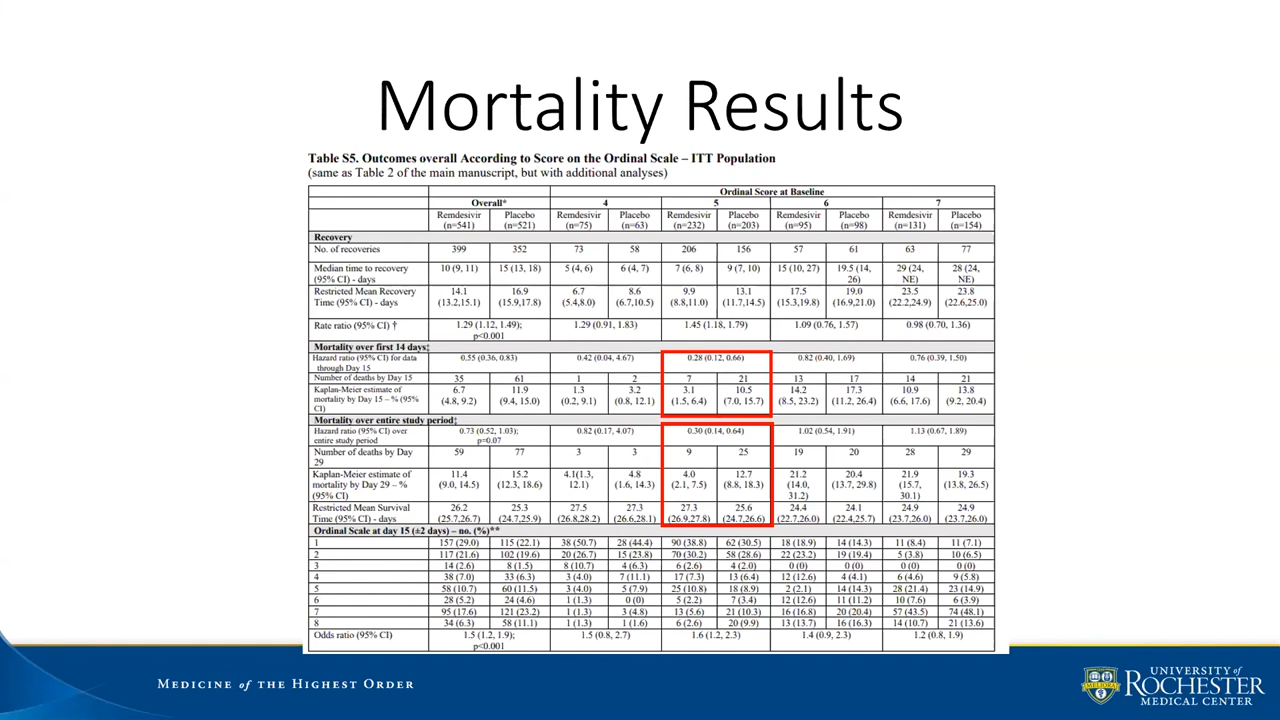 Mortality Results
Table S5. Outcomes overall According to Score on the Ordinal Scale – ITT Population
(same as Table 2 of the main manuscript, but with additional analyses)
Ordinal Score at Baseline
Overall* 4 5 6 7
Remdesivir Placebo Remdesivir Placebo Remdesivir Placebo Remdesivir Placebo Remdesivir Placebo
(n=541) (n=521) (n=75) (n=63) (n=232) (n=203) (n=95) (n=98) (n=131) (n=154)
Recovery
No. of recoveries 399 352 73 58 206 156 57 61 63 77
Median time to recovery 10 (9, 11) 15 (13, 18) 5 (4, 6) 6 (4, 7) 7 (6, 8) 9 (7, 10) 15 (10, 27) 19.5 (14, 29 (24, 28 (24,
(95% CI) - days 26) NE) NE)
Restricted Mean Recovery 14.1 16.9 6.7 8.6 9.9 13.1 17.5 19.0 23.5 23.8
Time (95% CI) - days (13.2,15.1) (15.9,17.8) (5.4,8.0) (6.7,10.5) (8.8,11.0) (11.7,14.5) (15.3,19.8) (16.9,21.0) (22.2,24.9) (22.6,25.0)
Rate ratio (95% CI) † 1.29 (1.12, 1.49); 1.29 (0.91, 1.83) 1.45 (1.18, 1.79) 1.09 (0.76, 1.57) 0.98 (0.70, 1.36)
p<0.001
Mortality over first 14 days‡
Hazard ratio (95% CI) for data 0.55 (0.36, 0.83) 0.42 (0.04, 4.67) 0.28 (0.12, 0.66) 0.82 (0.40, 1.69) 0.76 (0.39, 1.50)
through Day 15
Number of deaths by Day 15 35 61 1 2 7 21 13 17 14 21
Kaplan-Meier estimate of 6.7 11.9 1.3 3.2 3.1 10.5 14.2 17.3 10.9 13.8
mortality by Day 15 – % (95% (4.8, 9.2) (9.4, 15.0) (0.2, 9.1) (0.8, 12.1) (1.5, 6.4) (7.0, 15.7) (8.5, 23.2) (11.2, 26.4) (6.6, 17.6) (9.2, 20.4)
CI)
Mortality over entire study period‡
Hazard ratio (95% CI) over 0.73 (0.52, 1.03); 0.82 (0.17, 4.07) 0.30 (0.14, 0.64) 1.02 (0.54, 1.91) 1.13 (0.67, 1.89)
entire study period p=0.07
Number of deaths by Day 59 77 3 3 9 25 19 20 28 29
29
Kaplan-Meier estimate of 11.4 15.2 4.1(1.3, 4.8 4.0 12.7 21.2 20.4 21.9 19.3
mortality by Day 29 – % (9.0, 14.5) (12.3, 18.6) 12.1) (1.6, 14.3) (2.1, 7.5) (8.8, 18.3) (14.0, (13.7, 29.8) (15.7, (13.8, 26.5)
(95% CI) 31.2) 30.1)
Restricted Mean Survival 26.2 25.3 27.5 27.3 27.3 25.6 24.4 24.1 24.9 24.9
Time (95% CI) - days (25.7,26.7) (24.7,25.9) (26.8,28.2) (26.6,28.1) (26.9,27.8) (24.7,26.6) (22.7,26.0) (22.4,25.7) (23.7,26.0) (23.7,26.0)
Ordinal Scale at day 15 (±2 days) – no. (%)**
1 157 (29.0) 115 (22.1) 38 (50.7) 28 (44.4) 90 (38.8) 62 (30.5) 18 (18.9) 14 (14.3) 11 (8.4) 11 (7.1)
2 117 (21.6) 102 (19.6) 20 (26.7) 15 (23.8) 70 (30.2) 58 (28.6) 22 (23.2) 19 (19.4) 5 (3.8) 10 (6.5)
3 14 (2.6) 8 (1.5) 8 (10.7) 4 (6.3) 6 (2.6) 4 (2.0) 0 (0) 0 (0) 0 (0) 0 (0)
4 38 (7.0) 33 (6.3) 3 (4.0) 7 (11.1) 17 (7.3) 13 (6.4) 12 (12.6) 4 (4.1) 6 (4.6) 9 (5.8)
5 58 (10.7) 60 (11.5) 3 (4.0) 5 (7.9) 25 (10.8) 18 (8.9) 2 (2.1) 14 (14.3) 28 (21.4) 23 (14.9)
6 28 (5.2) 24 (4.6) 1 (1.3) 0 (0) 5 (2.2) 7 (3.4) 12 (12.6) 11 (11.2) 10 (7.6) 6 (3.9)
7 95 (17.6) 121 (23.2) 1 (1.3) 3 (4.8) 13 (5.6) 21 (10.3) 16 (16.8) 20 (20.4) 57 (43.5) 74 (48.1)
8 34 (6.3) 58 (11.1) 1 (1.3) 1 (1.6) 6 (2.6) 20 (9.9) 13 (13.7) 16 (16.3) 14 (10.7) 21 (13.6)
Odds ratio (95% CI) 1.5 (1.2, 1.9); 1.5 (0.8, 2.7) 1.6 (1.2, 2.3) 1.4 (0.9, 2.3) 1.2 (0.8, 1.9)
p<0.001
MEDICINE of THE HIGHEST ORDER
MELIORA
UNIVERSITY of
ROCHESTER
MEDICAL CENTER